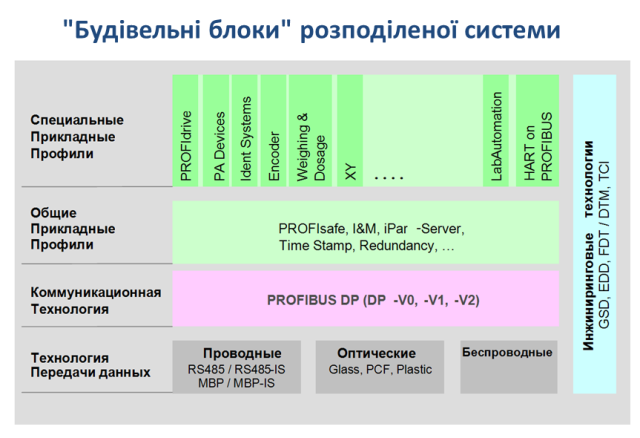 "Будівельні блоки" розподіленої системи
Специальные
Прикладные
Профили
PROFIdrive
PA Devices
Ident Systems
Encoder
Weighing &
Dosage
XY
. . . .
LabAutomation
HART on
PROFIBUS
Общие
Прикладные
Профили
PROFIsafe, I&M, iPar -Server,
Time Stamp, Redundancy, ...
Коммуникационная
Технология
PROFIBUS DP (DP -V0, -V1, -V2)
Технология
Передачи данных
Проводные
RS485 / RS485-IS
MBP / MBP-IS
Оптические
Glass, PCF, Plastic
Беспроводные
Инжиниринговые технологии
GSD, EDD, FDT / DTM, TCI